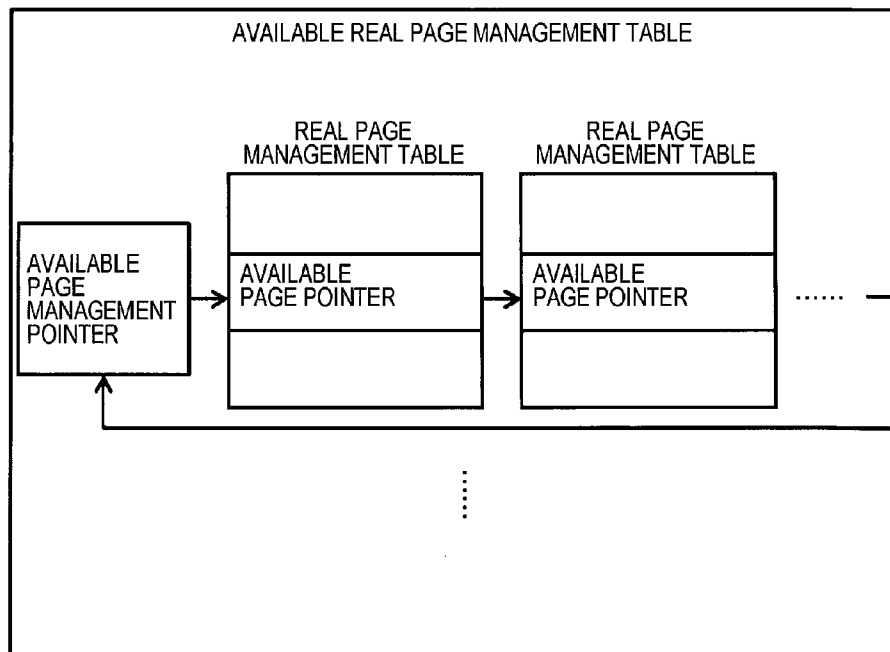 AVAILABLE REAL PAGE MANAGEMENT TABLE
REAL PAGE
MANAGEMENT TABLE
REAL PAGE
MANAGEMENT TABLE
AVAILABLE
PAGE
MANAGEMENT
POINTER
AVAILABLE
PAGE POINTER
AVAILABLE
PAGE POINTER